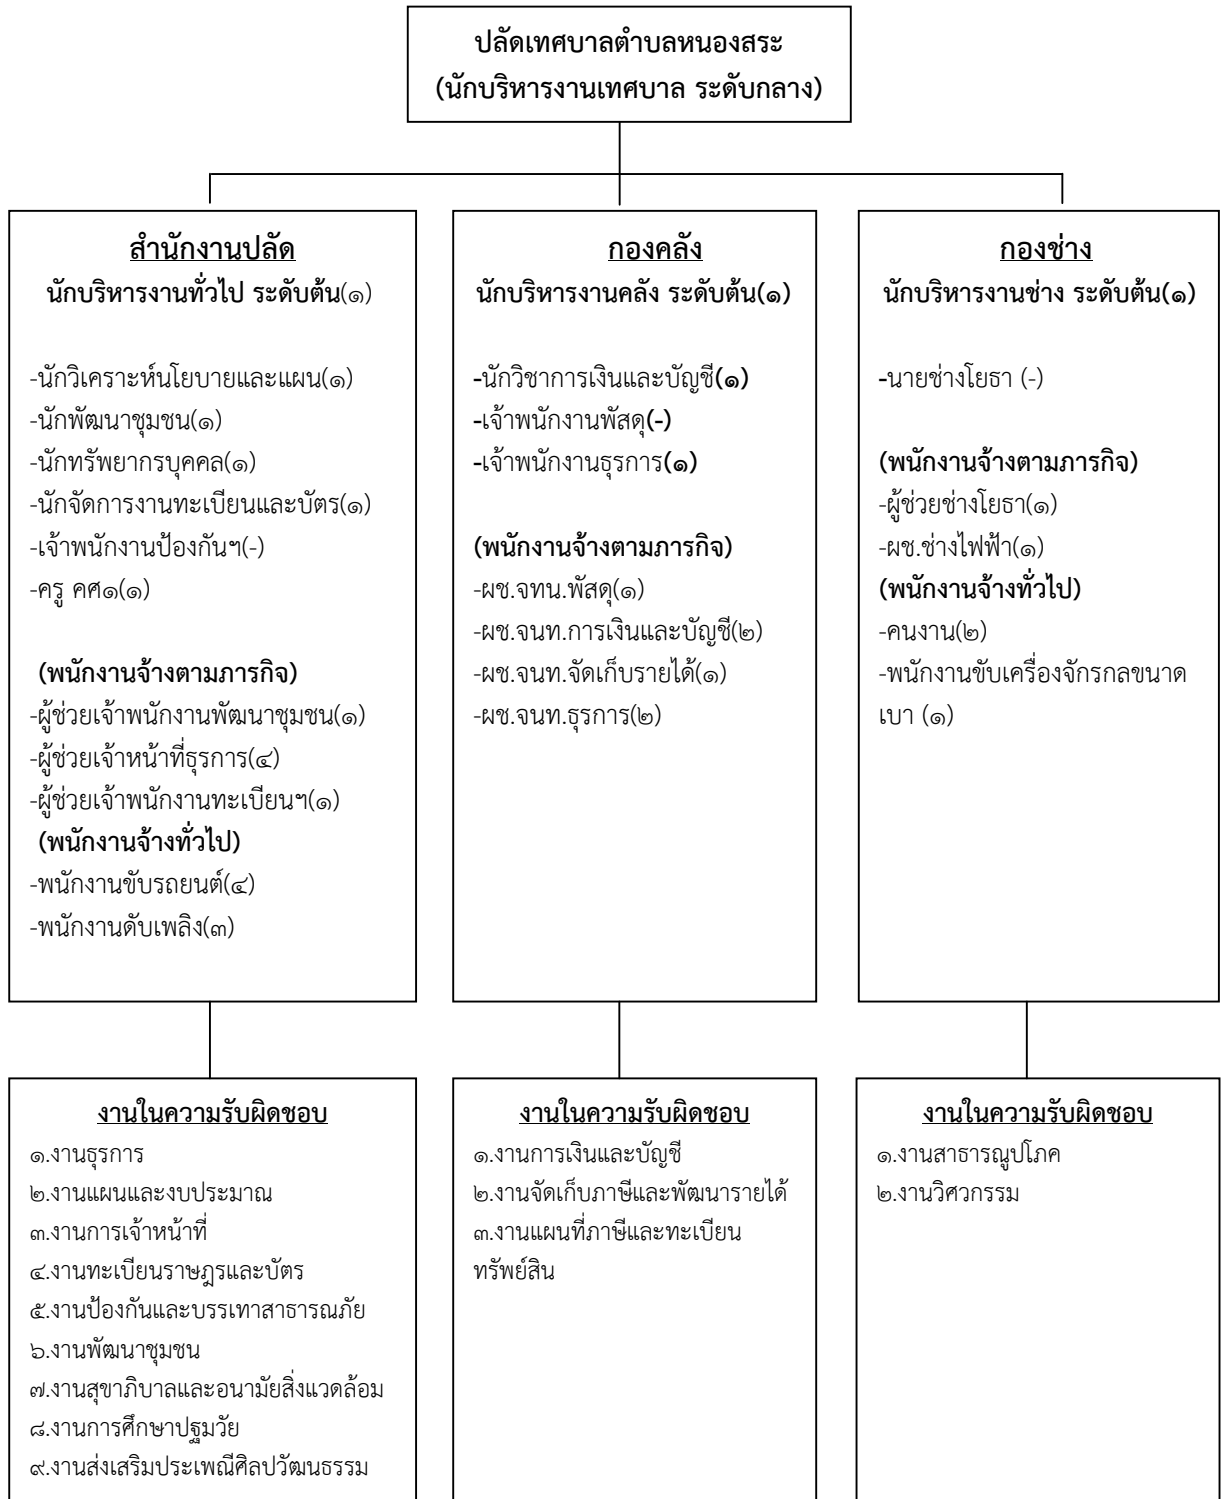 ปลัดเทศบาลตำบลหนองสระ
(นักบริหารงานเทศบาล ระดับกลาง)
สำนักงานปลัด
นักบริหารงานทั่วไป ระดับต้น(๑)
-นักวิเคราะห์นโยบายและแผน(๑)
-นักพัฒนาชุมชน(๑)
-นักทรัพยากรบุคคล(๑)
-นักจัดการงานทะเบียนและบัตร(๑)
-เจ้าพนักงานป้องกันฯ(-)
-ครู คศ๑(๑)
(พนักงานจ้างตามภารกิจ)
-ผู้ช่วยเจ้าพนักงานพัฒนาชุมชน(๑)
-ผู้ช่วยเจ้าหน้าที่ธุรการ(๔)
-ผู้ช่วยเจ้าพนักงานทะเบียนฯ(๑)
(พนักงานจ้างทั่วไป)
-พนักงานขับรถยนต์(๔)
-พนักงานดับเพลิง(๓)
กองคลัง
นักบริหารงานคลัง ระดับต้น(๑)
-นักวิชาการเงินและบัญชี(๑)
-เจ้าพนักงานพัสดุ(-)
-เจ้าพนักงานธุรการ(๑)
(พนักงานจ้างตามภารกิจ)
-ผช.จทน.พัสดุ(๑)
-ผช.จนท.การเงินและบัญชี(๒)
-ผช.จนท.จัดเก็บรายได้(๑)
-ผช.จนท.ธุรการ(๒)
กองช่าง
นักบริหารงานช่าง ระดับต้น(๑)
-นายช่างโยธา (-)
(พนักงานจ้างตามภารกิจ)
-ผู้ช่วยช่างโยธา(๑)
-ผช.ช่างไฟฟ้า(๑)
(พนักงานจ้างทั่วไป)
-คนงาน(๒)
-พนักงานขับเครื่องจักรกลขนาด
เบา (๑)
งานในความรับผิดชอบ
๑.งานธุรการ
๒.งานแผนและงบประมาณ
๓.งานการเจ้าหน้าที่
๔.งานทะเบียนราษฎรและบัตร
๕.งานป้องกันและบรรเทาสาธารณภัย
๖.งานพัฒนาชุมชน
๗.งานสุขาภิบาลและอนามัยสิ่งแวดล้อม
๘.งานการศึกษาปฐมวัย
๙.งานส่งเสริมประเพณีศิลปวัฒนธรรม
งานในความรับผิดชอบ
๑.งานการเงินและบัญชี
๒.งานจัดเก็บภาษีและพัฒนารายได้
๓.งานแผนที่ภาษีและทะเบียน
ทรัพย์สิน
งานในความรับผิดชอบ
๑.งานสาธารณูปโภค
๒.งานวิศวกรรม